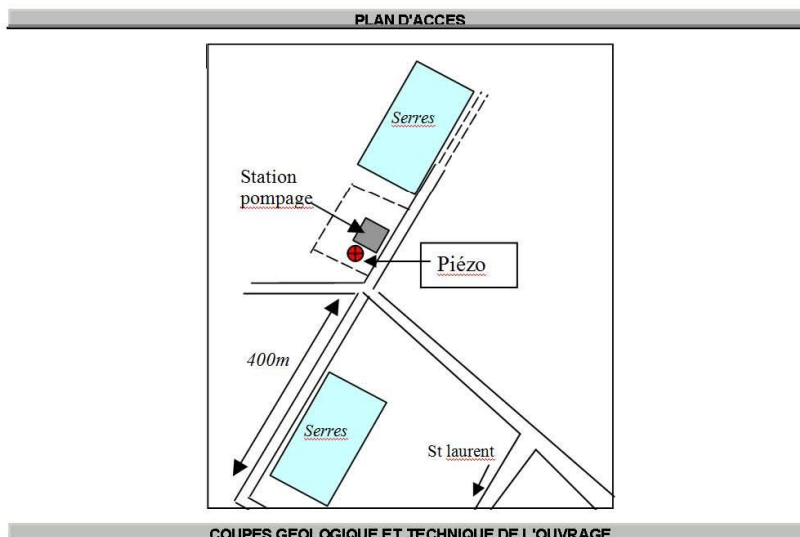 PLAN D'ACCES
Serres
Station
pompage
Piézo
400m
Serres
St laurent
COUPES GEOLOGIQUE ET TECHNIQUE DE L'OUVRAGE